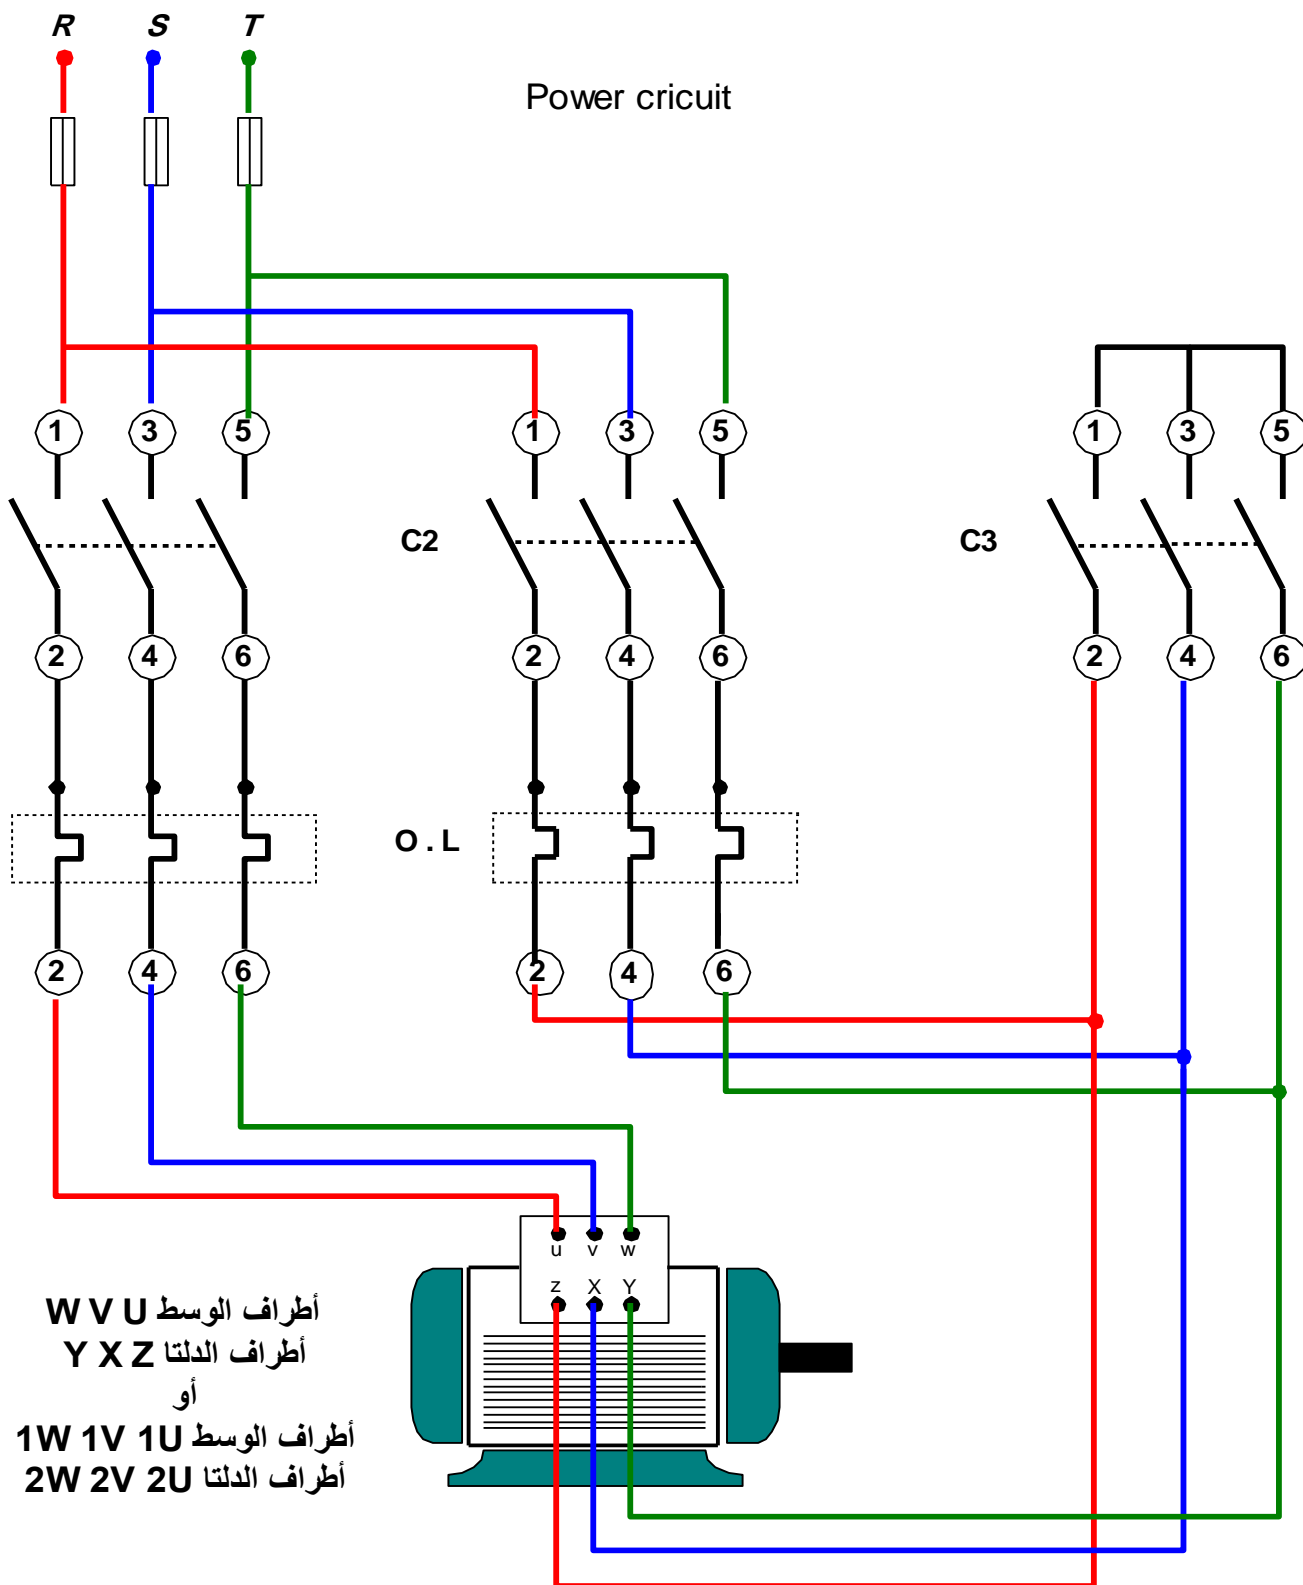 R S T
Power cricuit
1 3 5 1 3 5 1 3 5
C2 C3
2 4 6 2 4 6 2 4 6
O . L
2 4 6 2 4 6
u v w
z X Y
أطراف الوسط W V U
أطراف الدلتا Y X Z
أو
أطراف الوسط 1W 1V 1U
أطراف الدلتا 2W 2V 2U